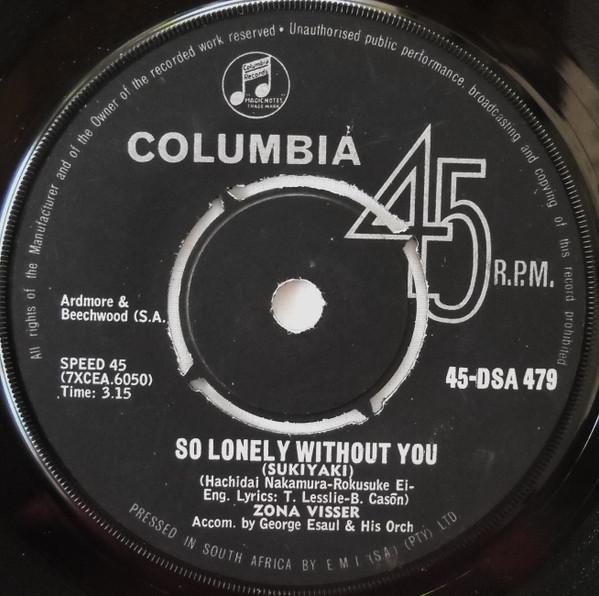 All rights of the Manufacturer and of the Owner of the recorded work reserved • Unauthorised public performance, broadcasting and copying of this record prohibited
Columbia
Records
"MAGIC NOTES"
TRADE MARK
COLUMBIA
45
R.P.M.
Ardmore &
Beechwood (S.A.
SPEED 45
(7XCEA.6050)
Time: 3.15
45-DSA 479
SO LONELY WITHOUT YOU
(SUKIYAKI)
(Hachidai Nakamura-Rokusuke Ei-
Eng. Lyrics: T. Lesslie-B. Cason)
ZONA VISSER
Accom. by George Esaul & His Orch
PRESSED IN SOUTH AFRICA BY E M I (SA) (PTY) LTD